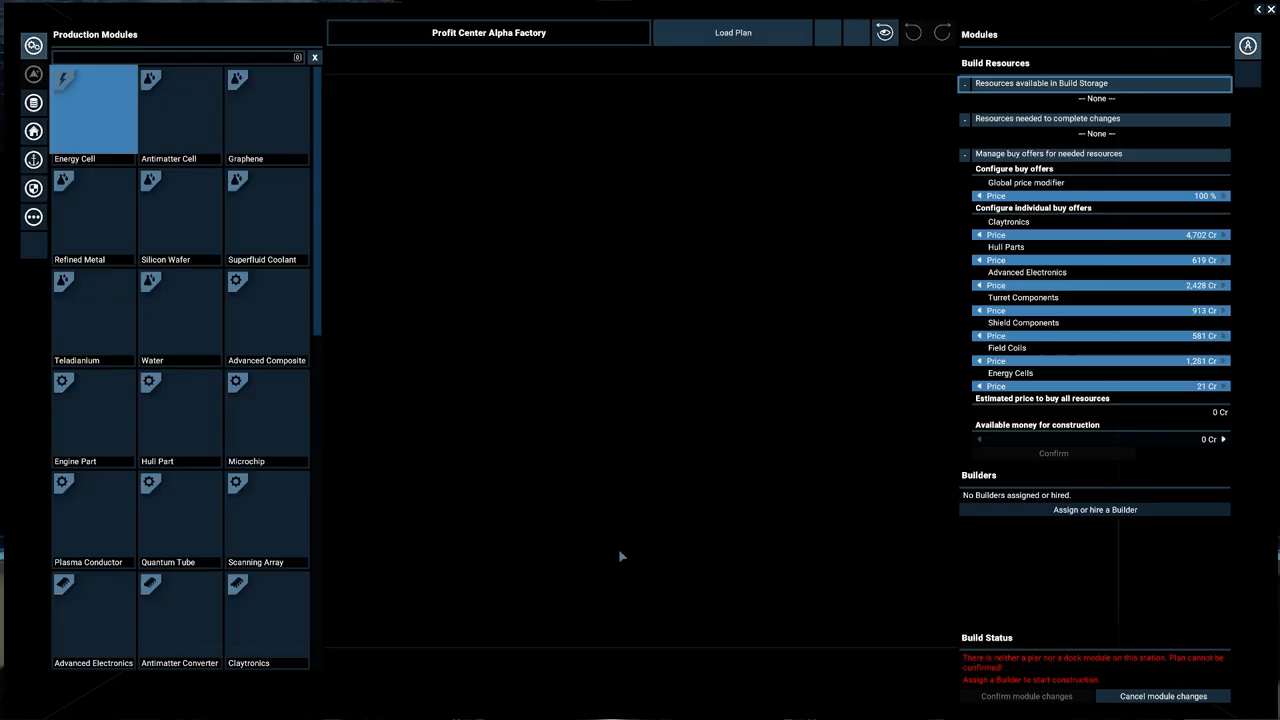 Production Modules
Profit Center Alpha Factory
Load Plan
Modules
X
Energy Cell
Antimatter Cell
Graphene
Refined Metal
Silicon Wafer
Superfluid Coolant
Teladianium
Water
Advanced Composite
Engine Part
Hull Part
Microchip
Plasma Conductor
Quantum Tube
Scanning Array
Advanced Electronics
Antimatter Converter
Claytronics
Build Resources
- Resources available in Build Storage
--- None ---
- Resources needed to complete changes
--- None ---
- Manage buy offers for needed resources
Configure buy offers
Global price modifier
Price 100 %
Configure individual buy offers
Claytronics
Price 4,702 Cr
Hull Parts
Price 619 Cr
Advanced Electronics
Price 2,428 Cr
Turret Components
Price 913 Cr
Shield Components
Price 581 Cr
Field Coils
Price 1,281 Cr
Energy Cells
Price 21 Cr
Estimated price to buy all resources
0 Cr
Available money for construction
0 Cr
Confirm
Builders
No Builders assigned or hired.
Assign or hire a Builder
Build Status
There is neither a pier nor a dock module on this station. Plan cannot be
confirmed!
Assign a Builder to start construction.
Confirm module changes
Cancel module changes